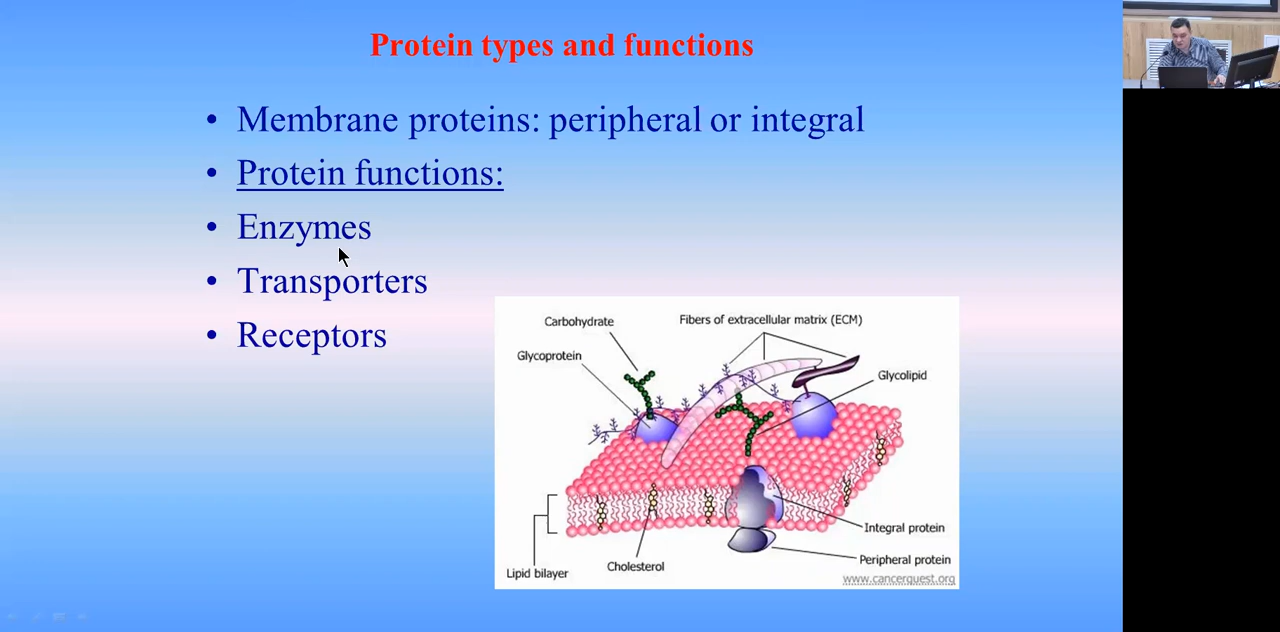 Protein types and functions
• Membrane proteins: peripheral or integral
• Protein functions:
• Enzymes
• Transporters
• Receptors
Carbohydrate
Fibers of extracellular matrix (ECM)
Glycoprotein
Glycolipid
Integral protein
Peripheral protein
Lipid bilayer
Cholesterol
www.cancerquest.org